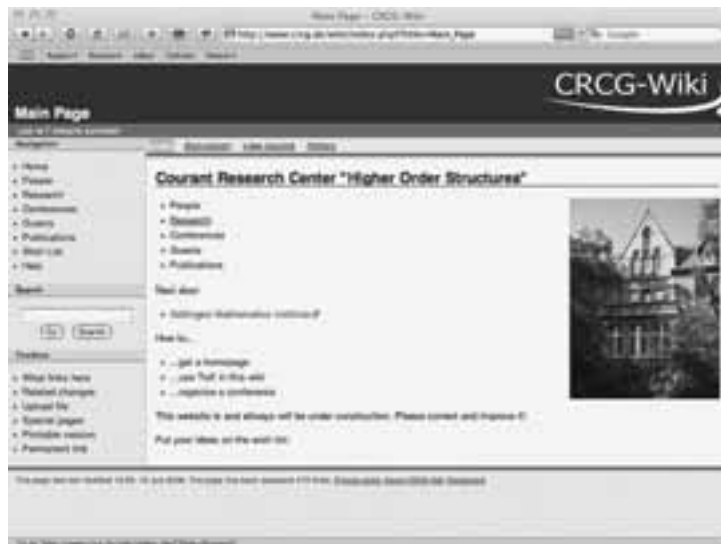 Main Page – CRCG-Wiki
CRCG-Wiki
Main Page
Navigation
discussion view source history
Home
People
Research
Conferences
Guests
Publications
Wish List
Help
Search
Go Search
Toolbox
What links here
Related changes
Upload file
Special pages
Printable version
Permanent link
Courant Research Center "Higher Order Structures"
People
Research
Conferences
Guests
Publications
Next door:
Göttingen Mathematics Institute
How to...
...get a homepage
...use TeX in this wiki
...organize a conference
This website is and allways will be under construction. Please correct and improve it!
Put your ideas on the wish list.